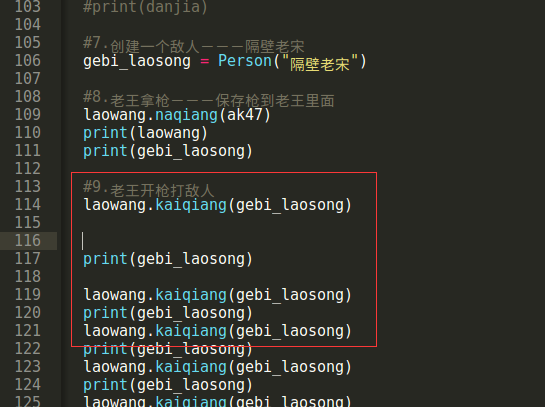 103 #print(danjia)
104
105 #7.创建一个敌人－－－隔壁老宋
106 gebi_laosong = Person("隔壁老宋")
107
108 #8.老王拿枪－－－保存枪到老王里面
109 laowang.naqiang(ak47)
110 print(laowang)
111 print(gebi_laosong)
112
113 #9.老王开枪打敌人
114 laowang.kaiqiang(gebi_laosong)
115
116
117 print(gebi_laosong)
118
119 laowang.kaiqiang(gebi_laosong)
120 print(gebi_laosong)
121 laowang.kaiqiang(gebi_laosong)
122 print(gebi_laosong)
123 laowang.kaiqiang(gebi_laosong)
124 print(gebi_laosong)
125 laowang.kaiqiang(gebi_laosong)